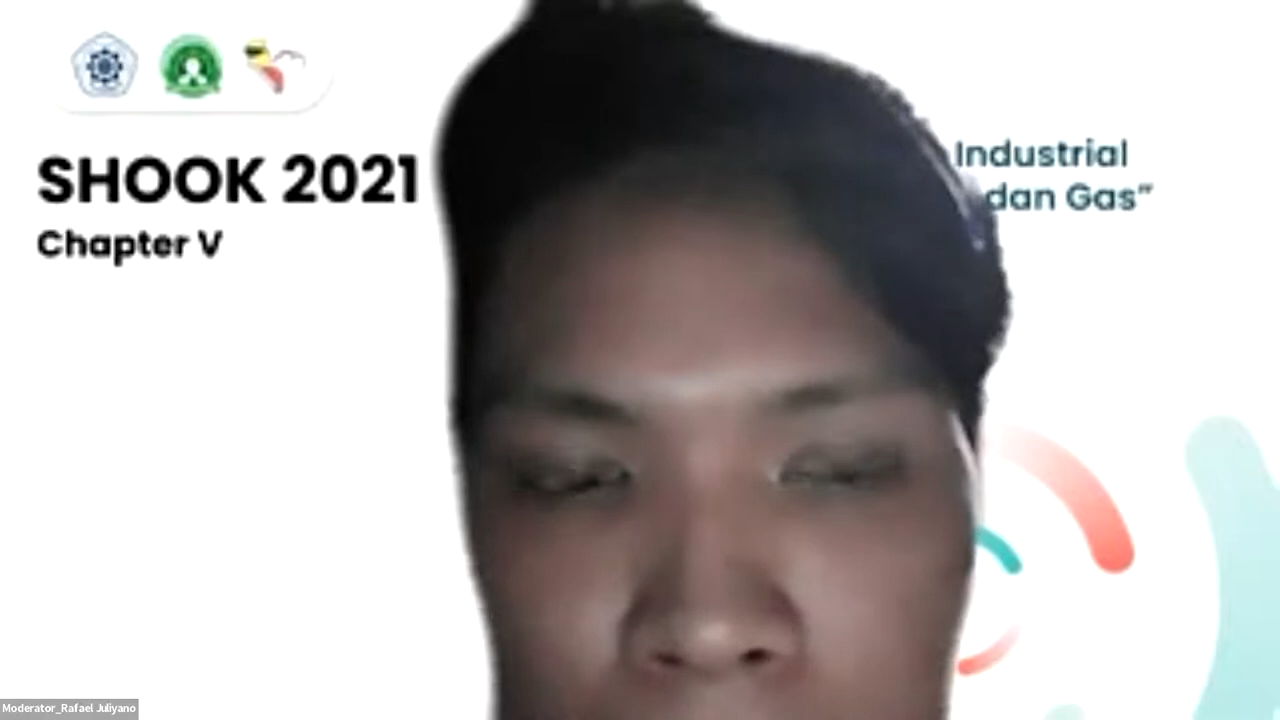 SHOOK 2021
Chapter V
Industrial
dan Gas”
Moderator_Rafael Juliyano